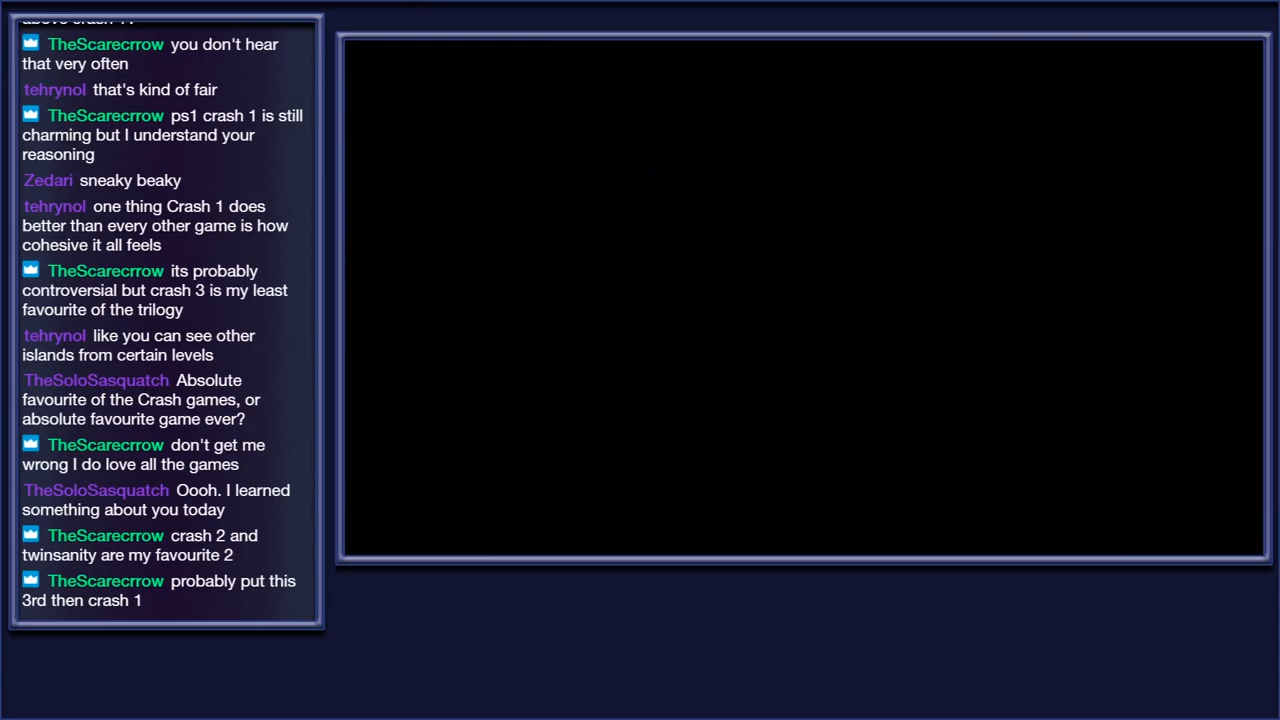 TheScarecrrow you don't hear
that very often
tehrynol that's kind of fair
TheScarecrrow ps1 crash 1 is still
charming but I understand your
reasoning
Zedari sneaky beaky
tehrynol one thing Crash 1 does
better than every other game is how
cohesive it all feels
TheScarecrrow its probably
controversial but crash 3 is my least
favourite of the trilogy
tehrynol like you can see other
islands from certain levels
TheSoloSasquatch Absolute
favourite of the Crash games, or
absolute favourite game ever?
TheScarecrrow don't get me
wrong I do love all the games
TheSoloSasquatch Oooh. I learned
something about you today
TheScarecrrow crash 2 and
twinsanity are my favourite 2
TheScarecrrow probably put this
3rd then crash 1